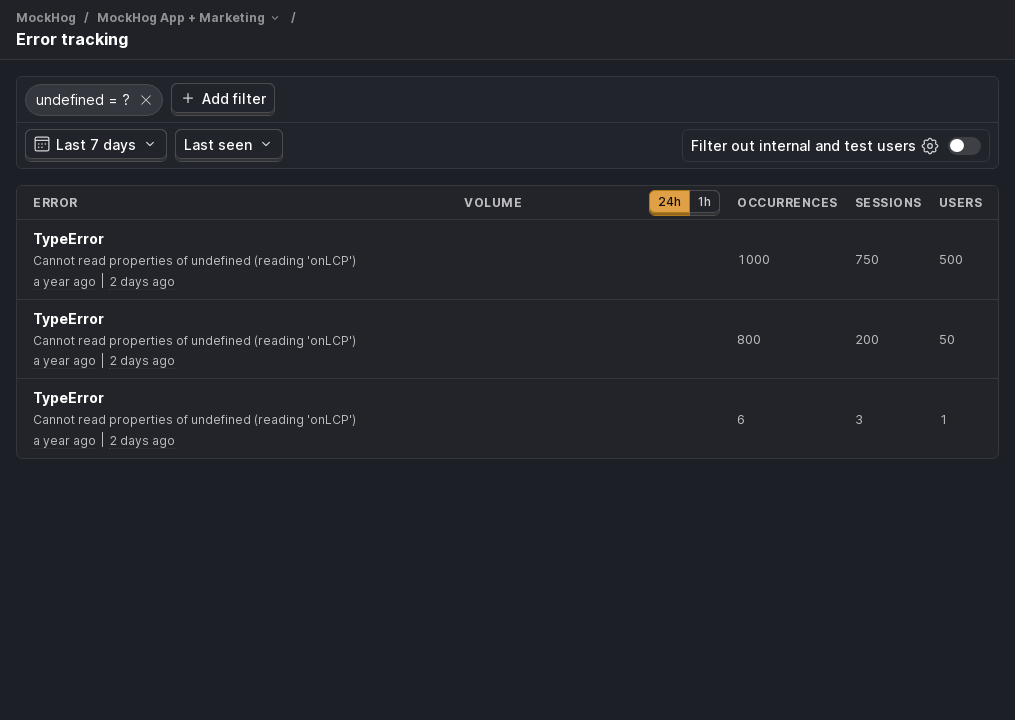 MockHog / MockHog App + Marketing /
Error tracking
undefined = ? Add filter
Last 7 days Last seen Filter out internal and test users
ERROR VOLUME 24h 1h OCCURRENCES SESSIONS USERS
TypeError
Cannot read properties of undefined (reading 'onLCP')
a year ago | 2 days ago
1000 750 500
TypeError
Cannot read properties of undefined (reading 'onLCP')
a year ago | 2 days ago
800 200 50
TypeError
Cannot read properties of undefined (reading 'onLCP')
a year ago | 2 days ago
6 3 1